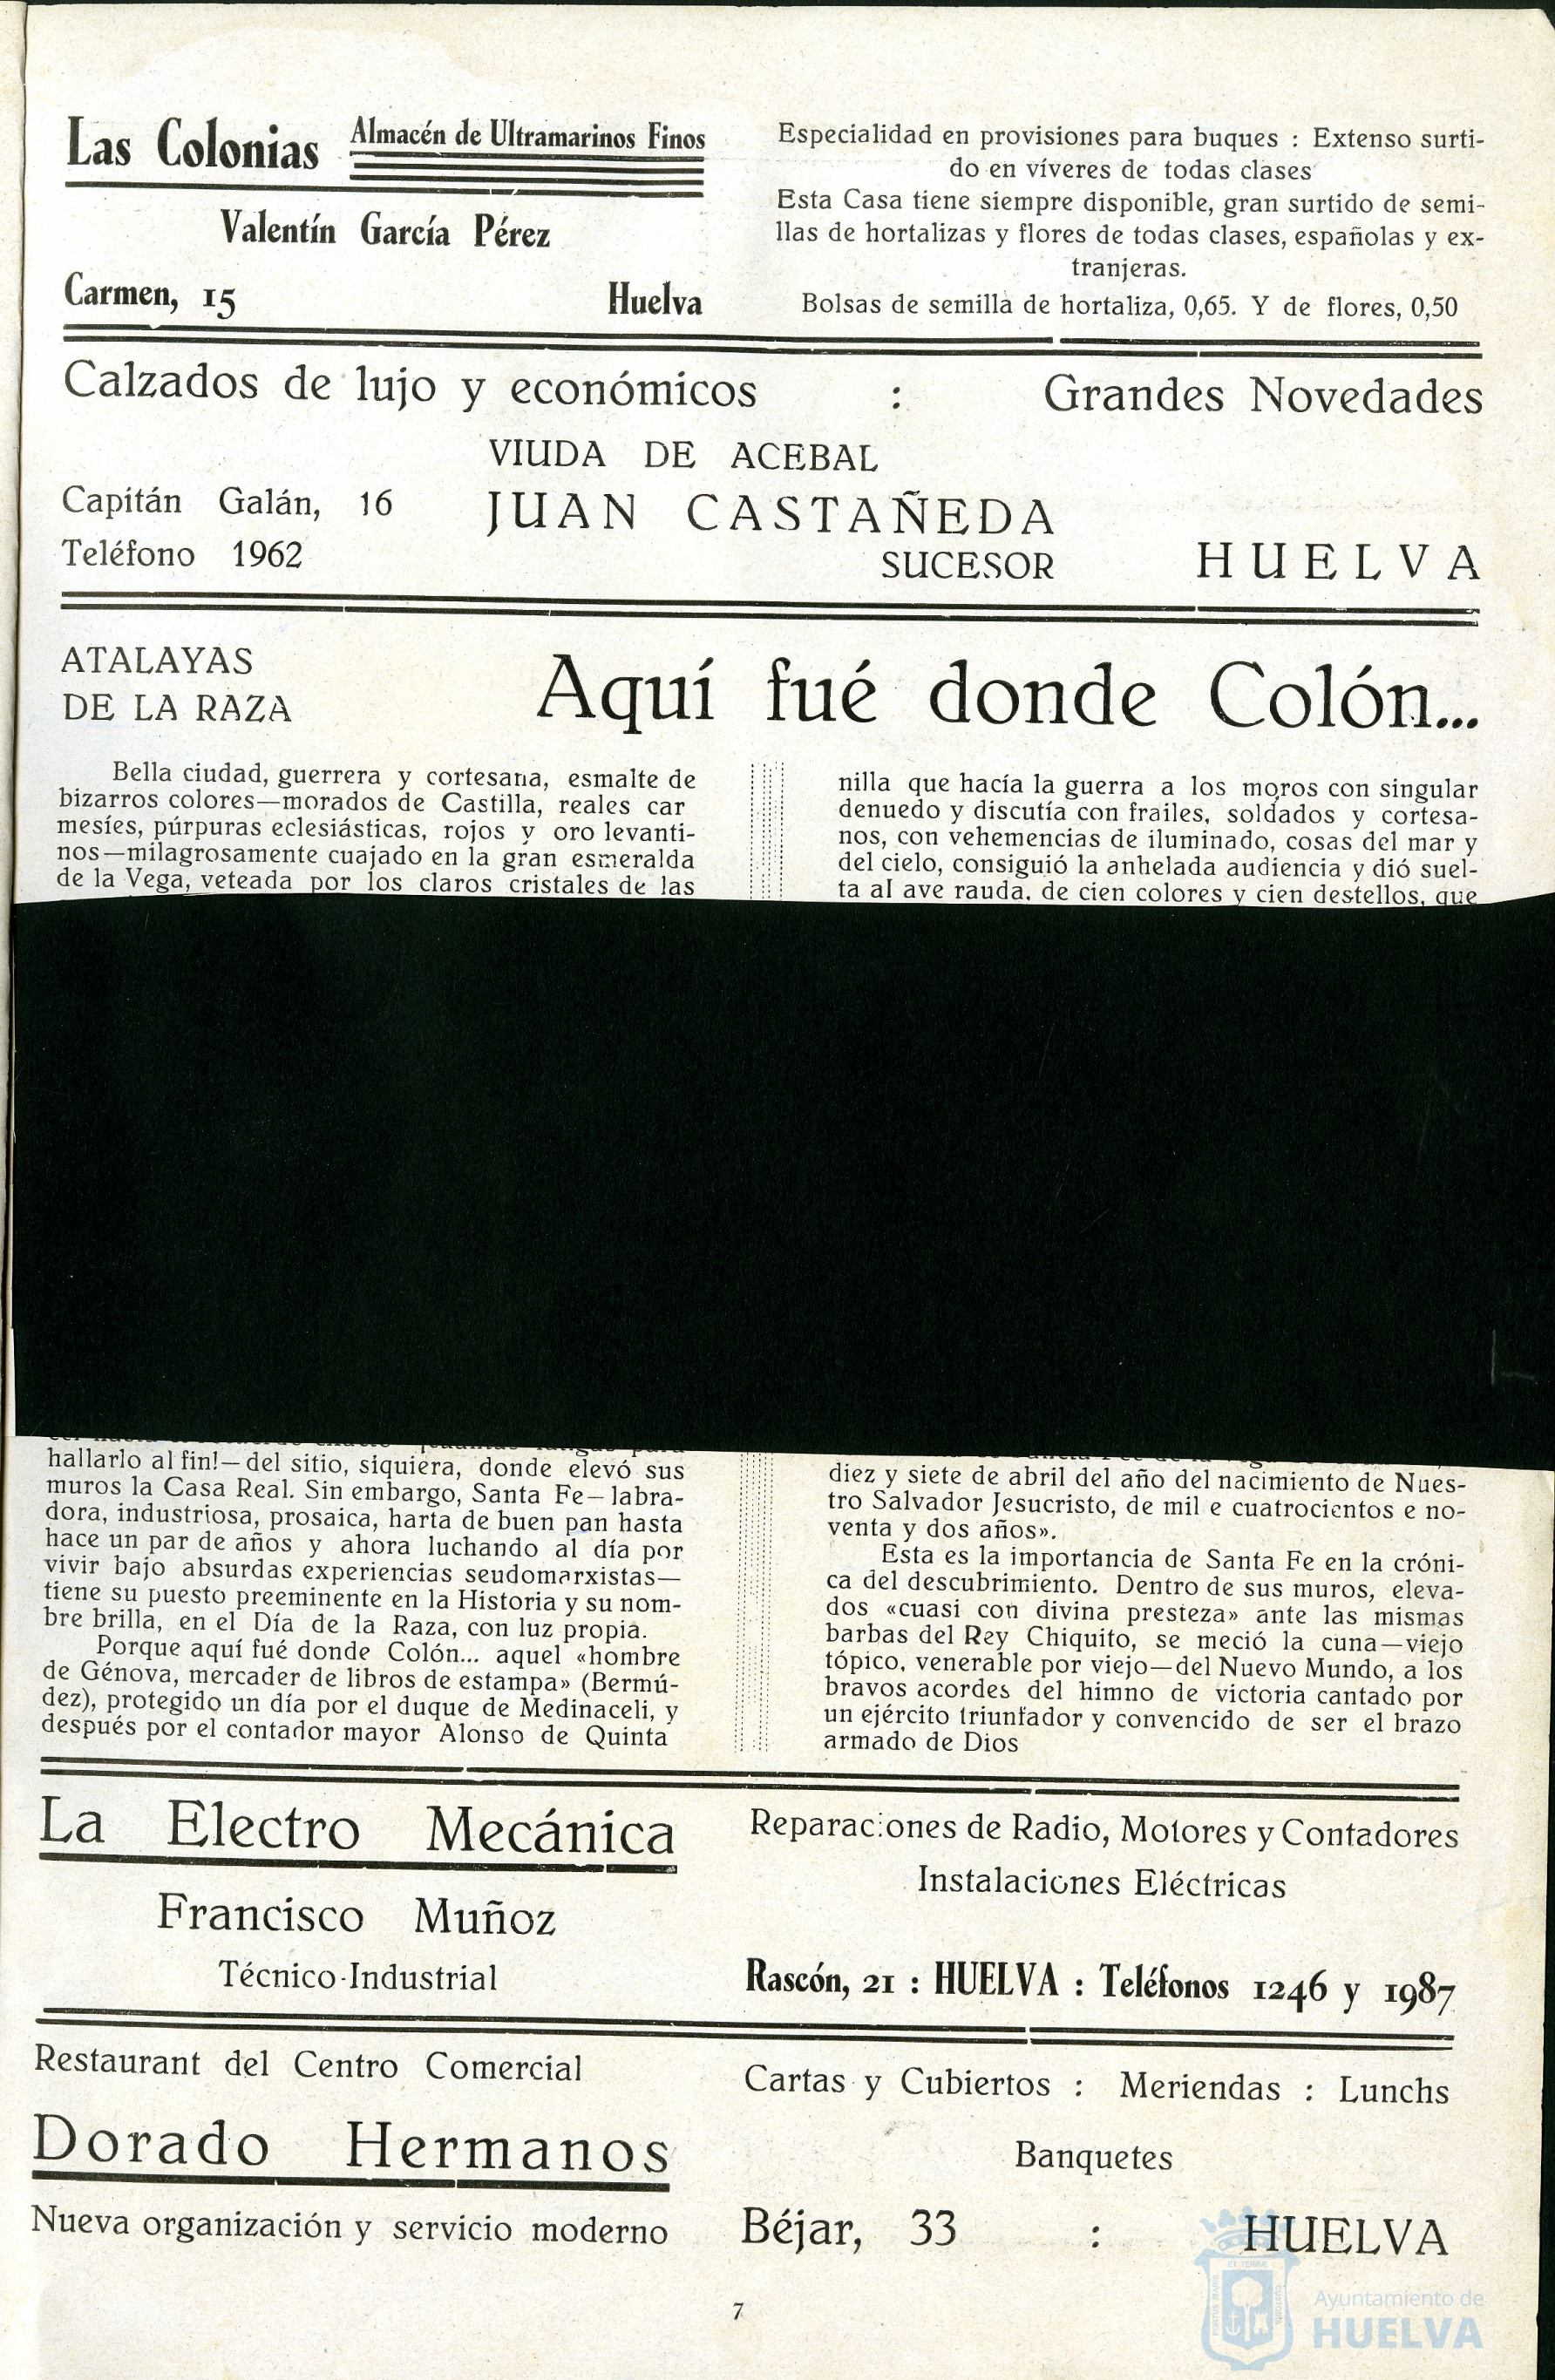 Las Colonias
Almacén de Ultramarinos Finos
Valentín García Pérez
Carmen, 15 Huelva
Especialidad en provisiones para buques : Extenso surti-
do en víveres de todas clases
Esta Casa tiene siempre disponible, gran surtido de semi-
llas de hortalizas y flores de todas clases, españolas y ex-
tranjeras.
Bolsas de semilla de hortaliza, 0,65. Y de flores, 0,50
Calzados de lujo y económicos : Grandes Novedades
VIUDA DE ACEBAL
Capitán Galán, 16
JUAN CASTAÑEDA
Teléfono 1962
SUCESOR
HUELVA
ATALAYAS
DE LA RAZA
Aquí fué donde Colón...
Bella ciudad, guerrera y cortesana, esmalte de
bizarros colores—morados de Castilla, reales car
mesíes, púrpuras eclesiásticas, rojos y oro levanti-
nos—milagrosamente cuajado en la gran esmeralda
de la Vega, veteada por los claros cristales de las
hallarlo al fin!—del sitio, siquiera, donde elevó sus
muros la Casa Real. Sin embargo, Santa Fe—labra-
dora, industriosa, prosaica, harta de buen pan hasta
hace un par de años y ahora luchando al día por
vivir bajo absurdas experiencias seudomarxistas—
tiene su puesto preeminente en la Historia y su nom-
bre brilla, en el Día de la Raza, con luz propia.
Porque aquí fué donde Colón... aquel «hombre
de Génova, mercader de libros de estampa» (Bermú-
dez), protegido un día por el duque de Medinaceli, y
después por el contador mayor Alonso de Quinta
nilla que hacía la guerra a los moros con singular
denuedo y discutía con frailes, soldados y cortesa-
nos, con vehemencias de iluminado, cosas del mar y
del cielo, consiguió la anhelada audiencia y dió suel-
ta al ave rauda, de cien colores y cien destellos, que
diez y siete de abril del año del nacimiento de Nues-
tro Salvador Jesucristo, de mil e cuatrocientos e no-
venta y dos años».
Esta es la importancia de Santa Fe en la cróni-
ca del descubrimiento. Dentro de sus muros, eleva-
dos «cuasi con divina presteza» ante las mismas
barbas del Rey Chiquito, se meció la cuna—viejo
tópico, venerable por viejo—del Nuevo Mundo, a los
bravos acordes del himno de victoria cantado por
un ejército triunfador y convencido de ser el brazo
armado de Dios
La Electro Mecánica
Francisco Muñoz
Técnico-Industrial
Reparaciones de Radio, Motores y Contadores
Instalaciones Eléctricas
Rascón, 21 : HUELVA : Teléfonos 1246 y 1987
Restaurant del Centro Comercial
Dorado Hermanos
Nueva organización y servicio moderno
Cartas y Cubiertos : Meriendas : Lunchs
Banquetes
Béjar, 33 : HUELVA
7
Ayuntamiento de
HUELVA